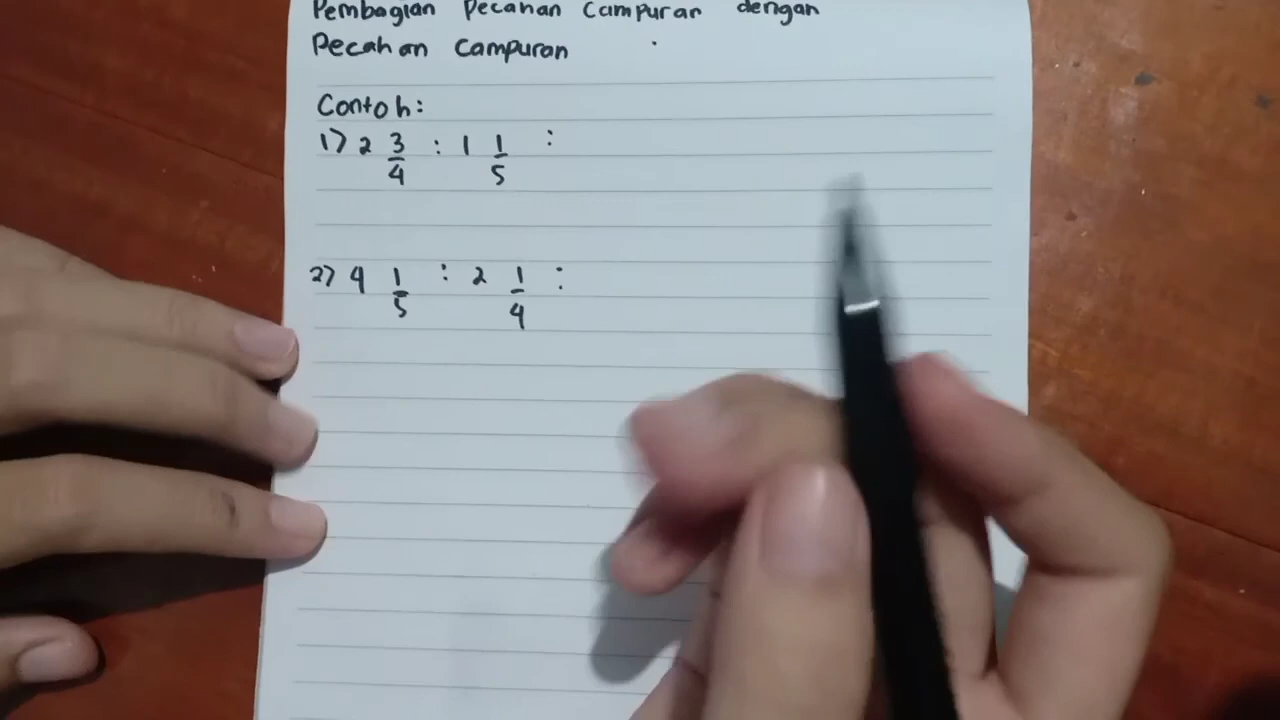 Pembagian Pecahan Campuran dengan
Pecahan Campuran
Contoh:
1) 2 3/4 : 1 1/5 :
2) 4 1/5 : 2 1/4 :